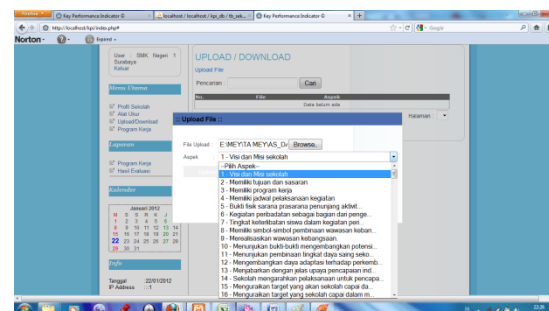 Key Performance Indicator ©
localhost / localhost / kpi_db / tb_sek...
Key Performance Indicator ©
http://localhost/kpi/index.php#
Google
Norton
User : SMK Negeri 1
Surabaya
Keluar
Menu Utama
Profil Sekolah
Alat Ukur
Upload/Download
Program Kerja
Laporan
Program Kerja
Hasil Evaluasi
Kalender
Januari 2012
M S S R K J
1 2 3 4 5 6
8 9 10 11 12 13 14
15 16 17 18 19 20 21
22 23 24 25 26 27 28
29 30 31
Info
Tanggal :22/01/2012
IP Address : ::1
UPLOAD / DOWNLOAD
Upload File
Pencarian : Cari
No. File Aspek
Data belum ada
Halaman :
:: Upload File ::
File Upload : E:\MEY\TA MEY\AS_D Browse..
Aspek : 1 - Visi dan Misi sekolah
--Pilih Aspek--
1 - Visi dan Misi sekolah
2 - Memiliki tujuan dan sasaran
3 - Memiliki program kerja
4 - Memiliki jadwal pelaksanaan kegiatan
5 - Bukti fisik sarana prasarana penunjang aktivit...
6 - Kegiatan peribadatan sebagai bagian dari penge...
7 - Tingkat keterlibatan siswa dalam kegiatan pen...
8 - Memiliki simbol-simbol pembinaan wawasan keban...
9 - Merealisasikan wawasan kebangsaan.
10 - Menunjukan bukti-bukti mengembangkan potensi...
11 - Menunjukan pembinaan tingkat daya saing seko...
12 - Mengembangkan daya adaptasi terhadap perkemb...
13 - Menjabarkan dengan jelas upaya pencapaian ind...
14 - Sekolah mengarahkan pelaksanaan untuk pencapa...
15 - Menguraikan target yang akan sekolah capai da...
16 - Menguraikan target yang sekolah capai dalam m...
22:26